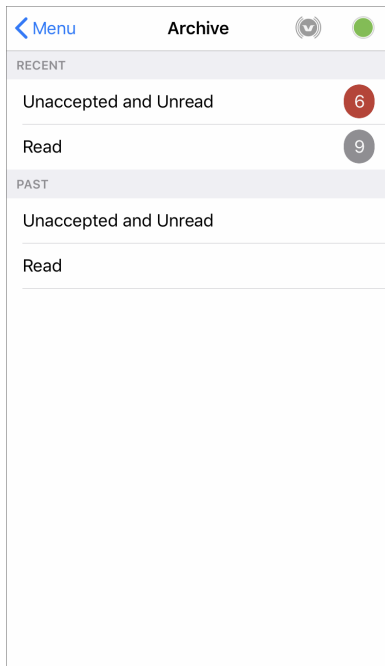 Menu Archive
RECENT
Unaccepted and Unread 6
Read 9
PAST
Unaccepted and Unread
Read